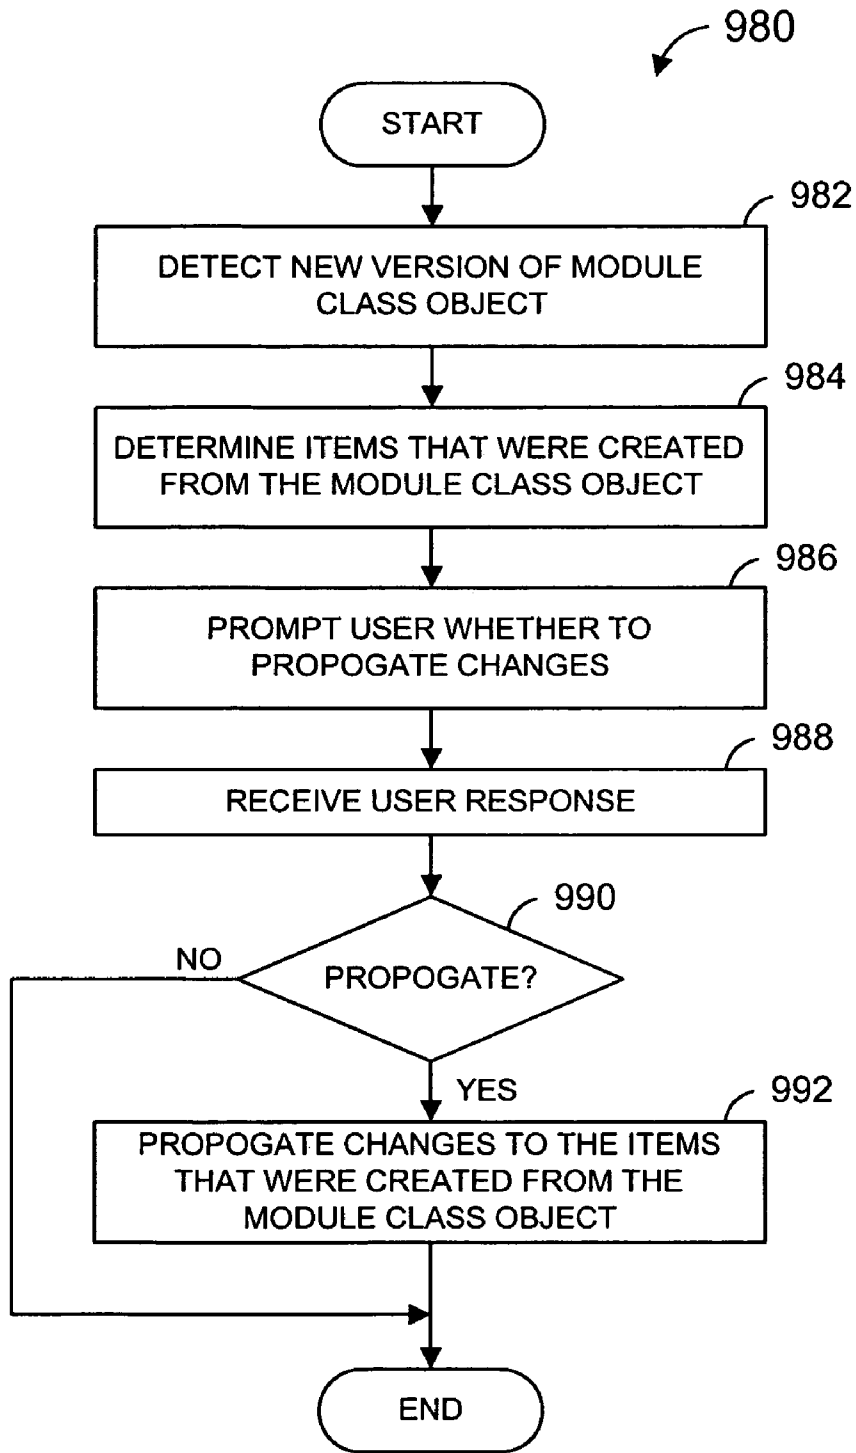 980
START
982
DETECT NEW VERSION OF MODULE
CLASS OBJECT
984
DETERMINE ITEMS THAT WERE CREATED
FROM THE MODULE CLASS OBJECT
986
PROMPT USER WHETHER TO
PROPOGATE CHANGES
988
RECEIVE USER RESPONSE
990
NO
PROPOGATE?
YES
992
PROPOGATE CHANGES TO THE ITEMS
THAT WERE CREATED FROM THE
MODULE CLASS OBJECT
END